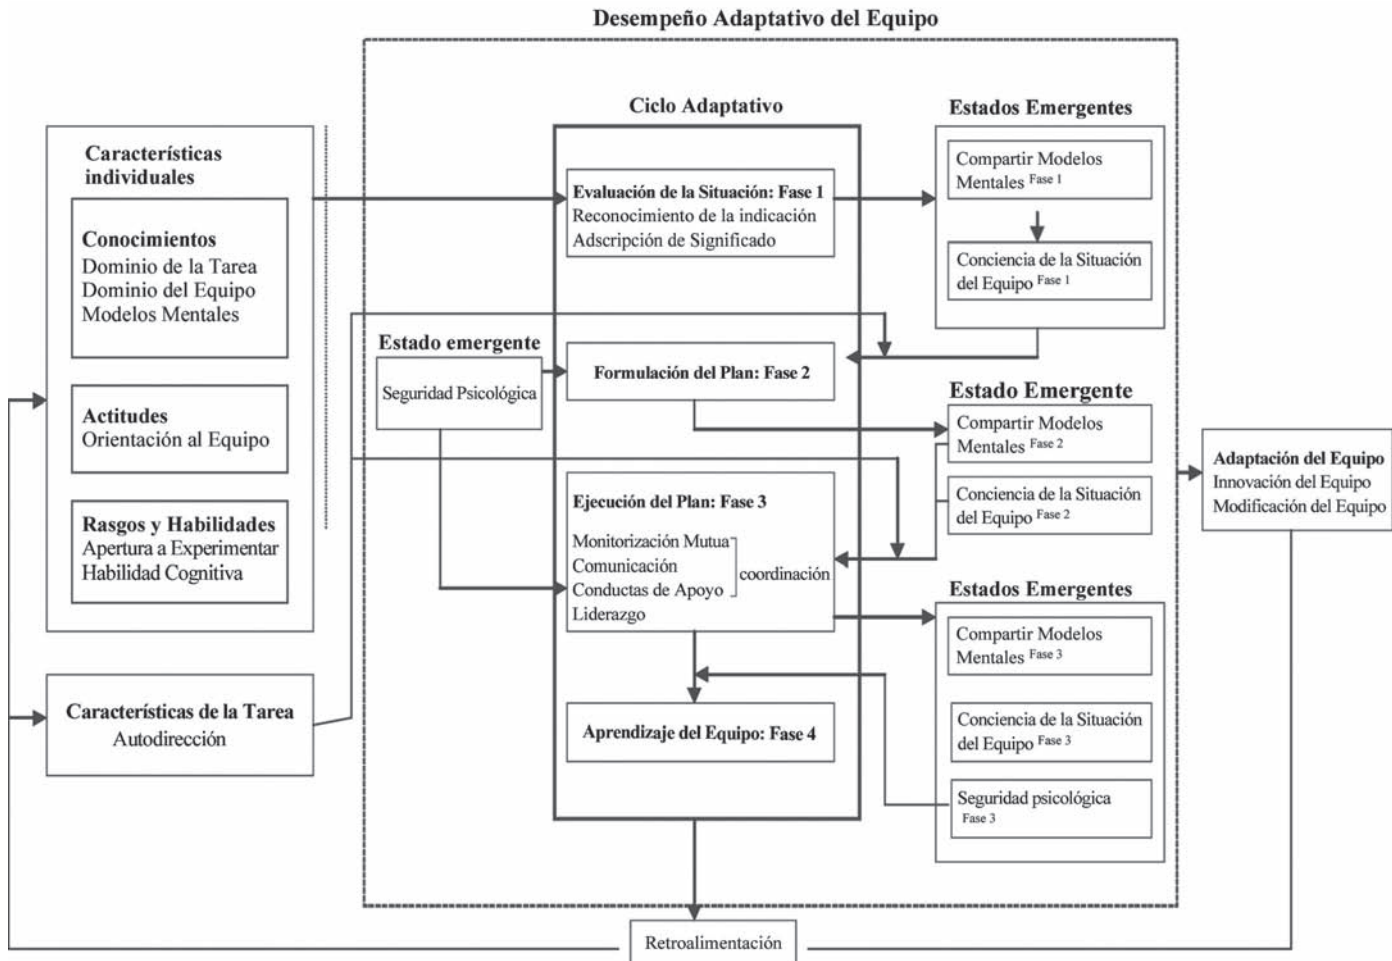 Desempeño Adaptativo del Equipo
Característícas
individuales
Conocimientos
Dominio de la Tarea
Dominio del Equipo
Modelos Mentales
Actitudes
Orientación al Equipo
Rasgos y Habilidades
Apertura a Experimentar
Habilidad Cognitiva
Características de la Tarea
Autodirección
Estado emergente
Seguridad Psicológica
Ciclo Adaptativo
Evaluación de la Situación: Fase 1
Reconocimiento de la indicación
Adscripción de Significado
Formulación del Plan: Fase 2
Ejecución del Plan: Fase 3
Monitorización Mutua
Comunicación
Conductas de Apoyo
Liderazgo
coordinación
Aprendizaje del Equipo: Fase 4
Estados Emergentes
Compartir Modelos
Mentales Fase 1
Conciencia de la Situación
del Equipo Fase 1
Estado Emergente
Compartir Modelos
Mentales Fase 2
Conciencia de la Situación
del Equipo Fase 2
Estados Emergentes
Compartir Modelos
Mentales Fase 3
Conciencia de la Situación
del Equipo Fase 3
Seguridad psicológica
Fase 3
Adaptación del Equipo
Innovación del Equipo
Modificación del Equipo
Retroalimentación